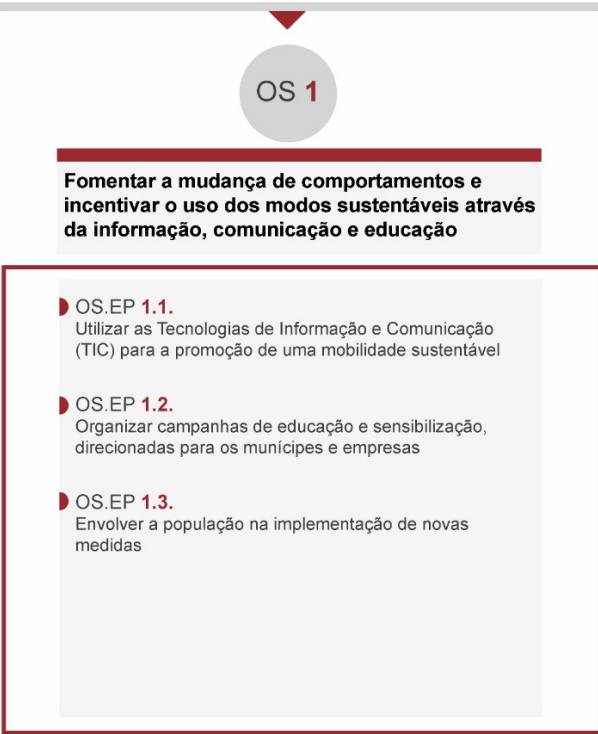 OS 1
Fomentar a mudança de comportamentos e
incentivar o uso dos modos sustentáveis através
da informação, comunicação e educação
OS.EP 1.1.
Utilizar as Tecnologias de Informação e Comunicação
(TIC) para a promoção de uma mobilidade sustentável
OS.EP 1.2.
Organizar campanhas de educação e sensibilização,
direcionadas para os munícipes e empresas
OS.EP 1.3.
Envolver a população na implementação de novas
medidas